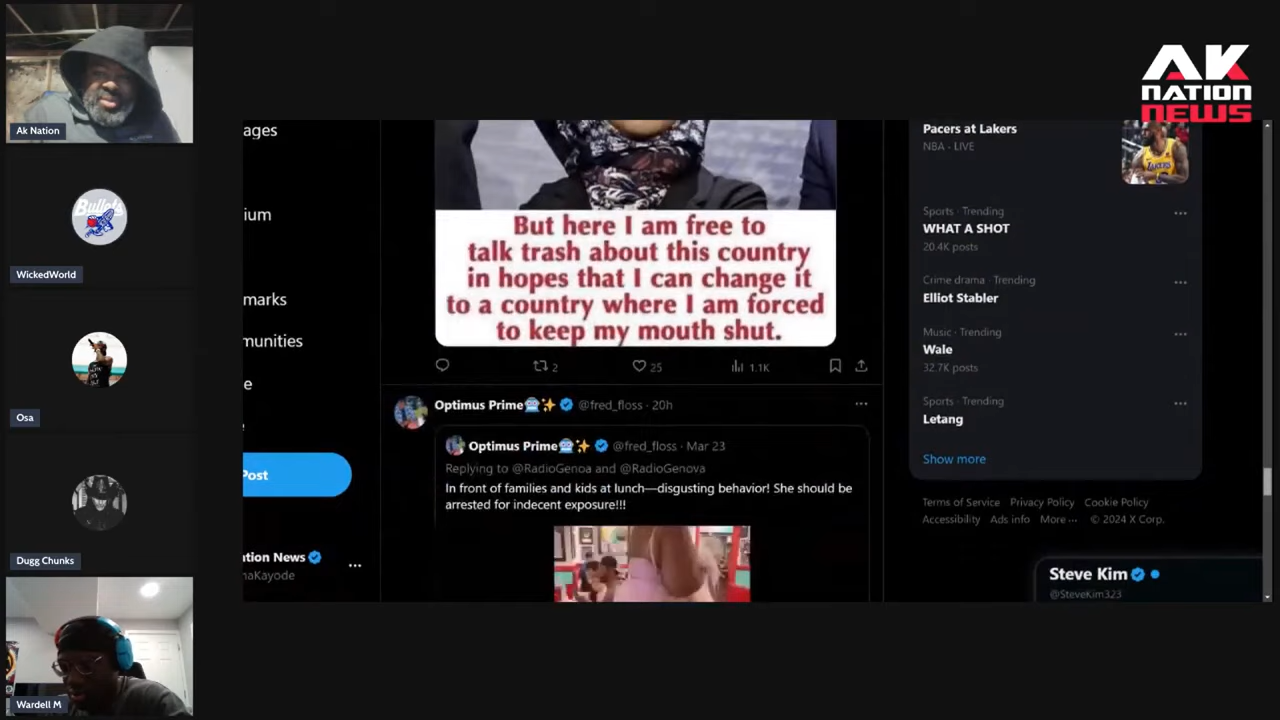 Ak Nation
Bullets
WickedWorld
Osa
Dugg Chunks
Wardell M
AK
NATION
NEWS
ages
ium
marks
munities
e
Post
ation News
naKayode
But here I am free to
talk trash about this country
in hopes that I can change it
to a country where I am forced
to keep my mouth shut.
2
25
1.1K
Optimus Prime @fred_floss · 20h
Optimus Prime @fred_floss · Mar 23
Replying to @RadioGenoa and @RadioGenova
In front of families and kids at lunch—disgusting behavior! She should be
arrested for indecent exposure!!!
Pacers at Lakers
NBA · LIVE
Sports · Trending
WHAT A SHOT
20.4K posts
Crime drama · Trending
Elliot Stabler
Music · Trending
Wale
32.7K posts
Sports · Trending
Letang
Show more
Terms of Service Privacy Policy Cookie Policy
Accessibility Ads info More ··· © 2024 X Corp.
Steve Kim
@SteveKim323